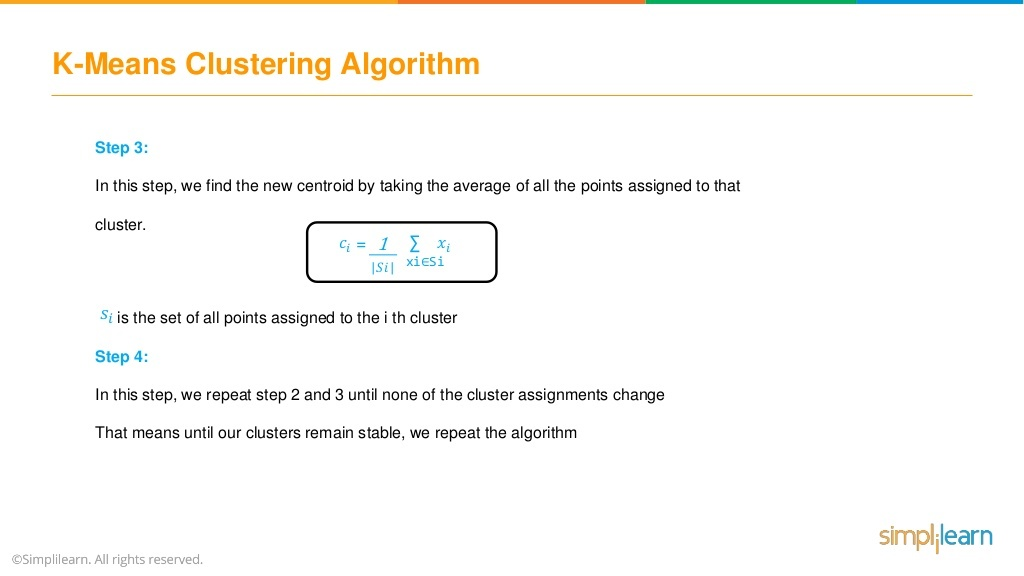 K-Means Clustering Algorithm
Step 3:
In this step, we find the new centroid by taking the average of all the points assigned to that
cluster.
cᵢ = 1 ∑ xᵢ
|Si| xi∈Si
Sᵢ is the set of all points assigned to the i th cluster
Step 4:
In this step, we repeat step 2 and 3 until none of the cluster assignments change
That means until our clusters remain stable, we repeat the algorithm
simplilearn
©Simplilearn. All rights reserved.